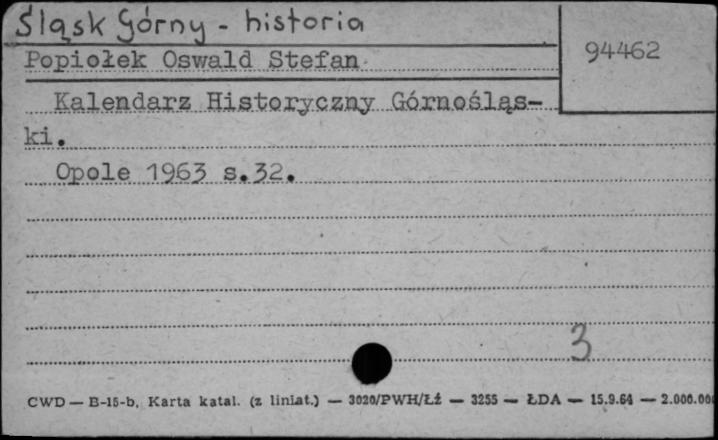 Śląsk Górny - historia
94462
Popiołek Oswald Stefan
Kalendarz Historyczny Górnośląs-
ki.
Opole 1963 s.32.
3
CWD — B-15-b, Karta katal. (z liniat.) — 3020/PWH/Łź — 3255 — ŁDA — 15.9.64 — 2.000.00